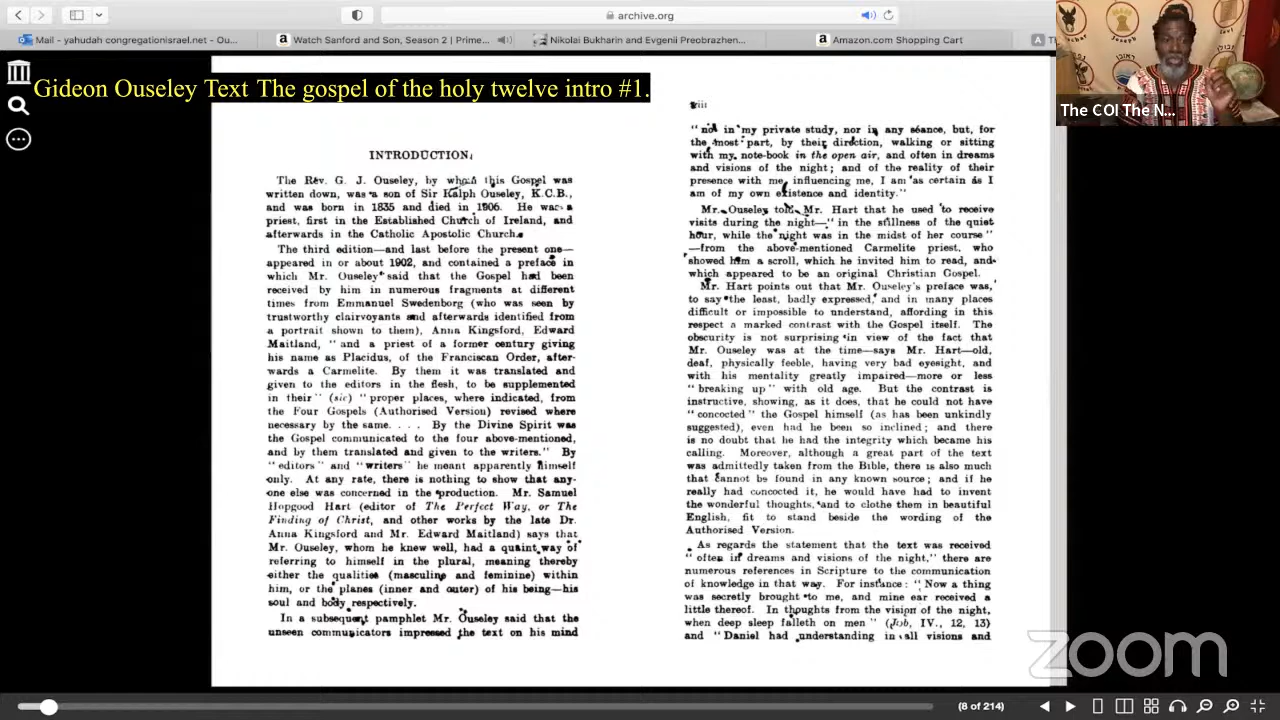 archive.org
Mail - yahudah congregationisrael.net - Ou...
Watch Sanford and Son, Season 2 | Prime...
Nikolai Bukharin and Evgenii Preobrazhen...
Amazon.com Shopping Cart
Gideon Ouseley Text The gospel of the holy twelve intro #1.
The COI The N...
INTRODUCTION.
The Rev. G. J. Ouseley, by whom this Gospel was
written down, was a son of Sir Ralph Ouseley, K.C.B.,
and was born in 1835 and died in 1906. He was a
priest, first in the Established Church of Ireland, and
afterwards in the Catholic Apostolic Church.
The third edition—and last before the present one—
appeared in or about 1902, and contained a preface in
which Mr. Ouseley said that the Gospel had been
received by him in numerous fragments at different
times from Emmanuel Swedenborg (who was seen by
trustworthy clairvoyants and afterwards identified from
a portrait shown to them), Anna Kingsford, Edward
Maitland, "and a priest of a former century giving
his name as Placidus, of the Franciscan Order, after-
wards a Carmelite. By them it was translated and
given to the editors in the flesh, to be supplemented
in their" (sic) "proper places, where indicated, from
the Four Gospels (Authorised Version) revised where
necessary by the same. . . . By the Divine Spirit was
the Gospel communicated to the four above-mentioned,
and by them translated and given to the writers." By
"editors" and "writers" he meant apparently himself
only. At any rate, there is nothing to show that any-
one else was concerned in the production. Mr. Samuel
Hopgood Hart (editor of The Perfect Way, or The
Finding of Christ, and other works by the late Dr.
Anna Kingsford and Mr. Edward Maitland) says that
Mr. Ouseley, whom he knew well, had a quaint way of
referring to himself in the plural, meaning thereby
either the qualities (masculine and feminine) within
him, or the planes (inner and outer) of his being—his
soul and body respectively.
In a subsequent pamphlet Mr. Ouseley said that the
unseen communicators impressed the text on his mind
viii
"not in my private study, nor in any séance, but, for
the most part, by their direction, walking or sitting
with my note-book in the open air, and often in dreams
and visions of the night; and of the reality of their
presence with me, influencing me, I am as certain as I
am of my own existence and identity."
Mr. Ouseley told Mr. Hart that he used to receive
visits during the night—"in the stillness of the quiet
hour, while the night was in the midst of her course"
—from the above-mentioned Carmelite priest, who
showed him a scroll, which he invited him to read, and
which appeared to be an original Christian Gospel.
Mr. Hart points out that Mr. Ouseley's preface was,
to say the least, badly expressed, and in many places
difficult or impossible to understand, affording in this
respect a marked contrast with the Gospel itself. The
obscurity is not surprising in view of the fact that
Mr. Ouseley was at the time—says Mr. Hart—old,
deaf, physically feeble, having very bad eyesight, and
with his mentality greatly impaired—more or less
"breaking up" with old age. But the contrast is
instructive, showing, as it does, that he could not have
"concocted" the Gospel himself (as has been unkindly
suggested), even had he been so inclined; and there
is no doubt that he had the integrity which became his
calling. Moreover, although a great part of the text
was admittedly taken from the Bible, there is also much
that cannot be found in any known source; and if he
really had concocted it, he would have had to invent
the wonderful thoughts, and to clothe them in beautiful
English, fit to stand beside the wording of the
Authorised Version.
As regards the statement that the text was received
"often in dreams and visions of the night," there are
numerous references in Scripture to the communication
of knowledge in that way. For instance: "Now a thing
was secretly brought to me, and mine ear received a
little thereof. In thoughts from the vision of the night,
when deep sleep falleth on men" (Job, IV., 12, 13)
and "Daniel had understanding in all visions and
zoom
(8 of 214)